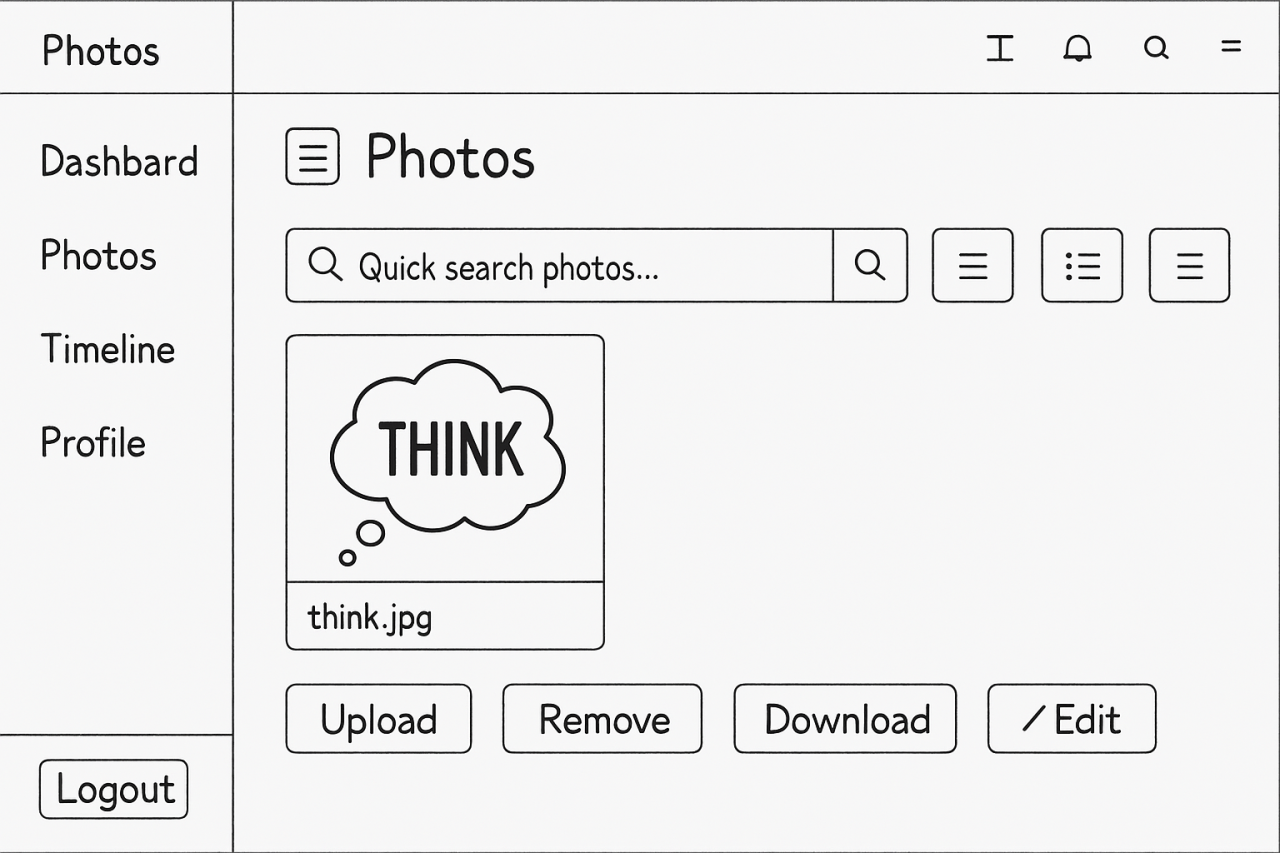 Photos
Dashbard
Photos
Timeline
Profile
Logout
Photos
Quick search photos...
THINK
think.jpg
Upload
Remove
Download
Edit